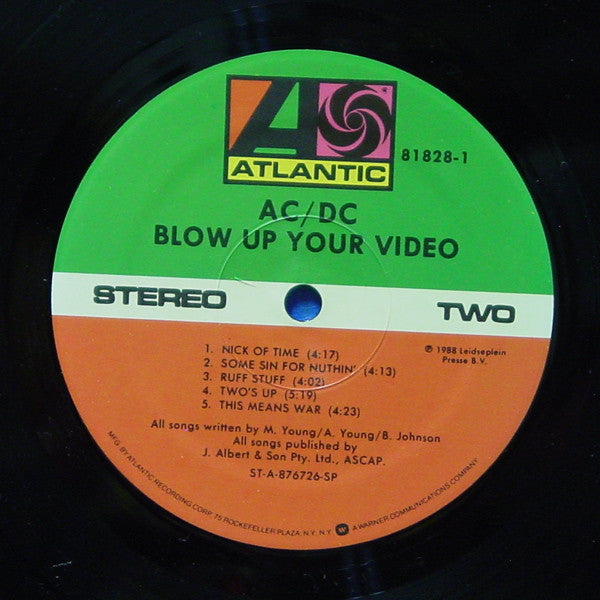 ATLANTIC
81828-1
AC/DC
BLOW UP YOUR VIDEO
STEREO
TWO
℗ 1988 Leidseplein
Presse B.V.
1. NICK OF TIME (4:17)
2. SOME SIN FOR NUTHIN' (4:13)
3. RUFF STUFF (4:02)
4. TWO'S UP (5:19)
5. THIS MEANS WAR (4:23)
All songs written by M. Young/A. Young/B. Johnson
All songs published by
J. Albert & Son Pty. Ltd., ASCAP.
ST-A-876726-SP
MFG. BY ATLANTIC RECORDING CORP. 75 ROCKEFELLER PLAZA, N.Y. N.Y. A WARNER COMMUNICATIONS COMPANY